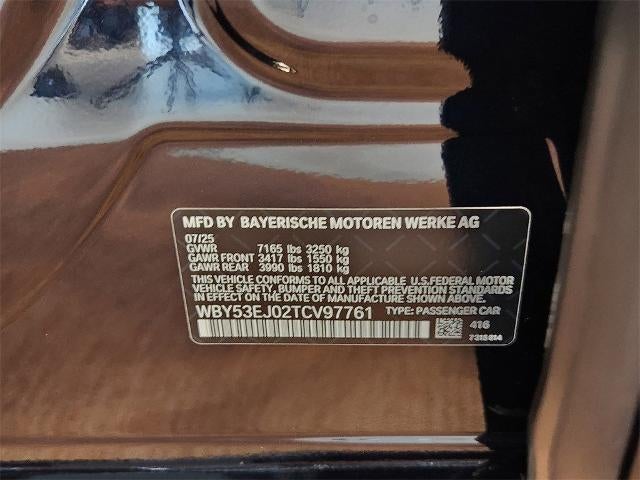 MFD BY BAYERISCHE MOTOREN WERKE AG
07/25
GVWR 7165 lbs 3250 kg
GAWR FRONT 3417 lbs 1550 kg
GAWR REAR 3990 lbs 1810 kg
THIS VEHICLE CONFORMS TO ALL APPLICABLE U.S.FEDERAL MOTOR
VEHICLE SAFETY, BUMPER, AND THEFT PREVENTION STANDARDS
IN EFFECT ON THE DATE OF MANUFACTURE SHOWN ABOVE.
WBY53EJ02TCV97761 TYPE: PASSENGER CAR
416
7315814